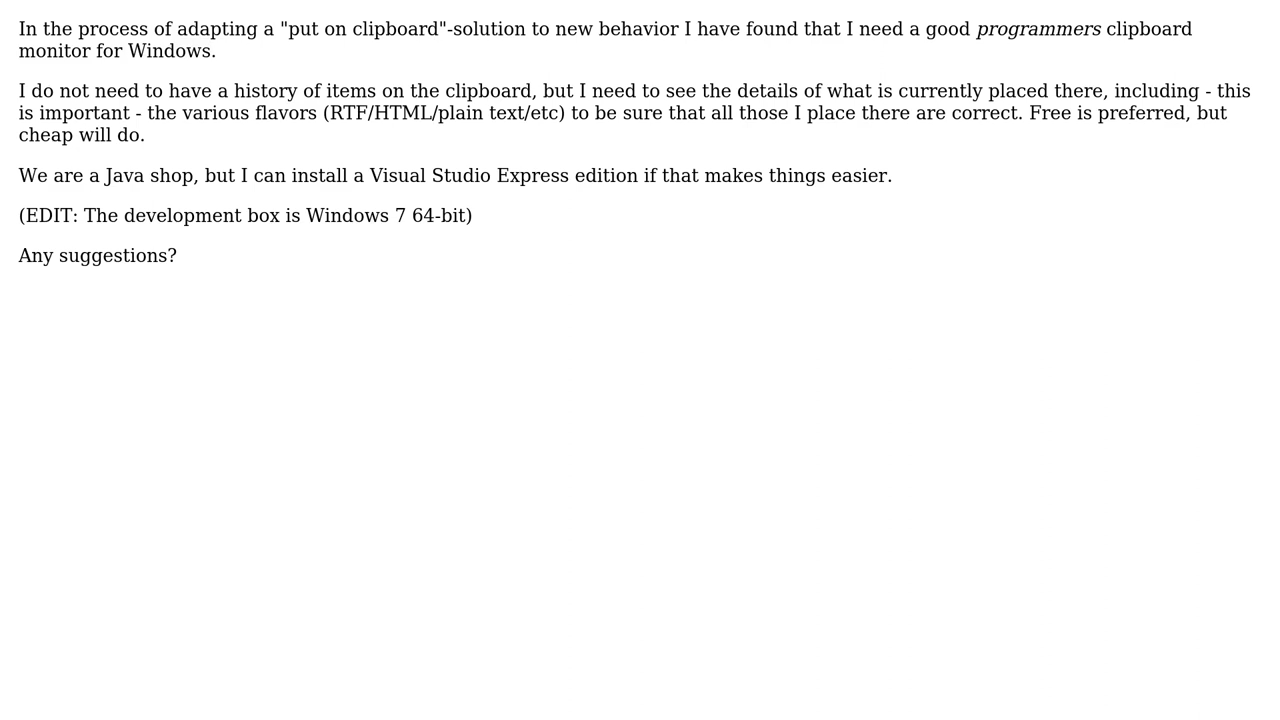 In the process of adapting a "put on clipboard"-solution to new behavior I have found that I need a good programmers clipboard
monitor for Windows.
I do not need to have a history of items on the clipboard, but I need to see the details of what is currently placed there, including - this
is important - the various flavors (RTF/HTML/plain text/etc) to be sure that all those I place there are correct. Free is preferred, but
cheap will do.
We are a Java shop, but I can install a Visual Studio Express edition if that makes things easier.
(EDIT: The development box is Windows 7 64-bit)
Any suggestions?